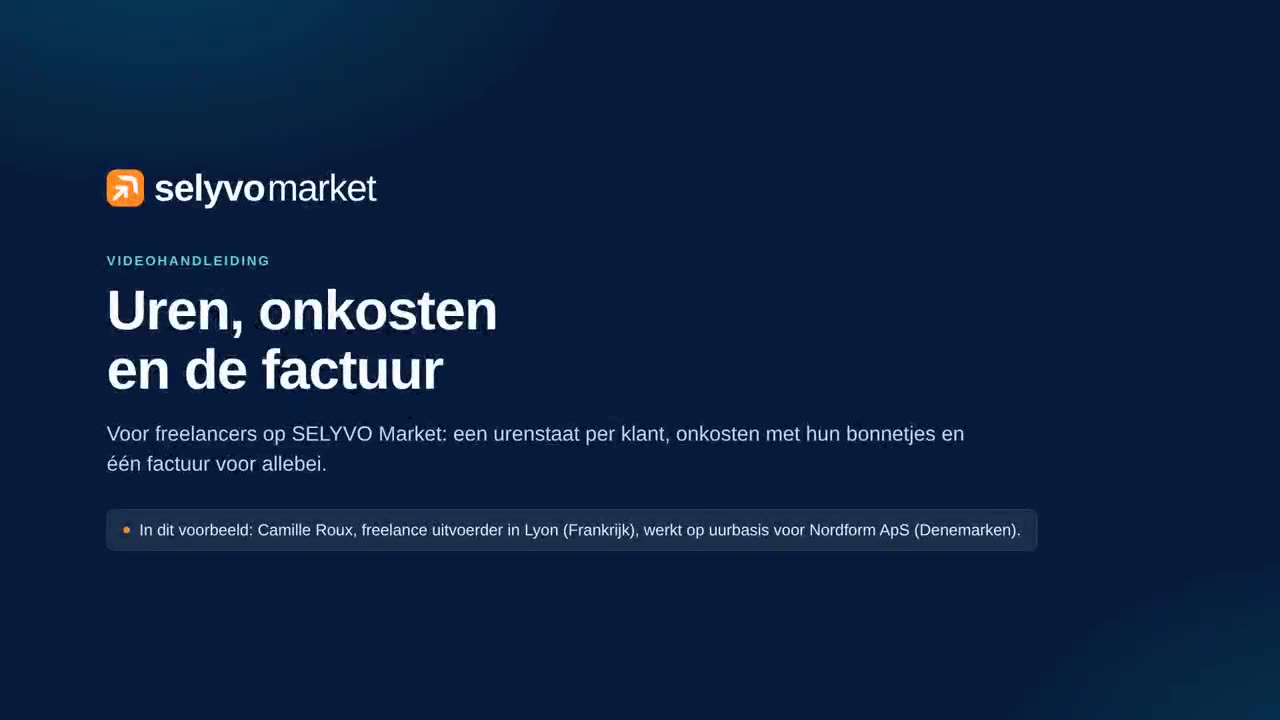 selyvomarket
VIDEOHANDLEIDING
Uren, onkosten
en de factuur
Voor freelancers op SELYVO Market: een urenstaat per klant, onkosten met hun bonnetjes en
één factuur voor allebei.
In dit voorbeeld: Camille Roux, freelance uitvoerder in Lyon (Frankrijk), werkt op uurbasis voor Nordform ApS (Denemarken).